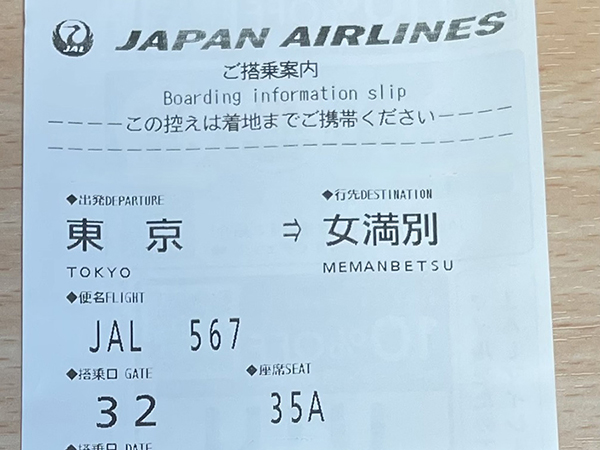 JAL JAPAN AIRLINES
ご搭乗案内
Boarding information slip
-----この控えは着地までご携帯ください-----
◆出発DEPARTURE ◆行先DESTINATION
東 京 ⇒ 女満別
TOKYO MEMANBETSU
◆便名FLIGHT
JAL 567
◆搭乗口 GATE ◆座席SEAT
32 35A
◆搭乗日 DATE